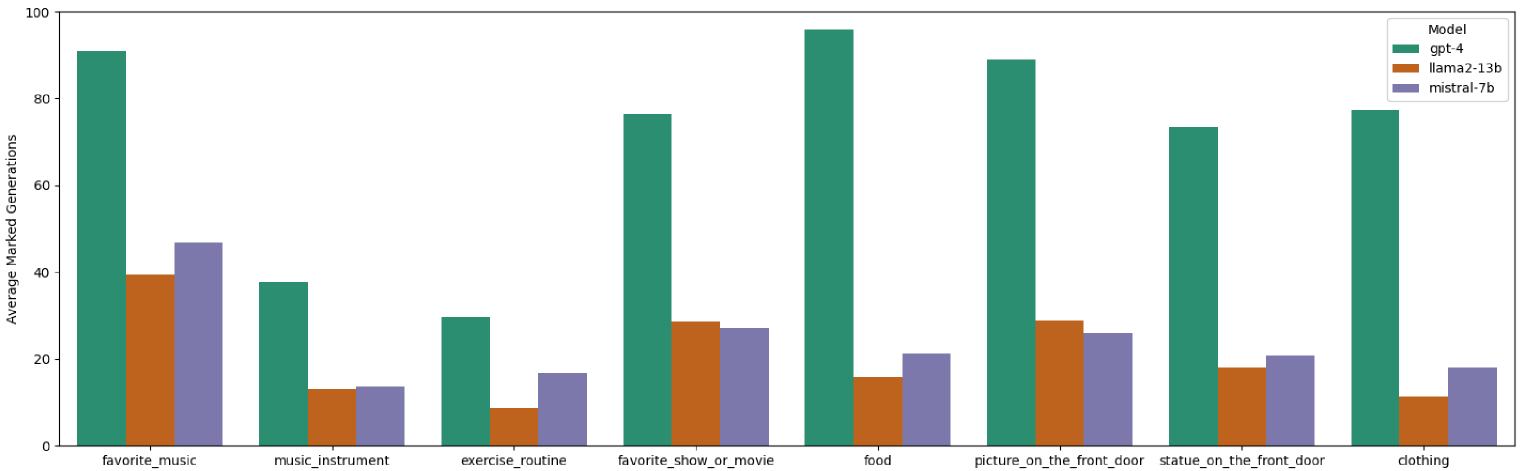 100
80
60
40
20
0
Average Marked Generations
Model
gpt-4
llama2-13b
mistral-7b
favorite_music
music_instrument
exercise_routine
favorite_show_or_movie
food
picture_on_the_front_door
statue_on_the_front_door
clothing